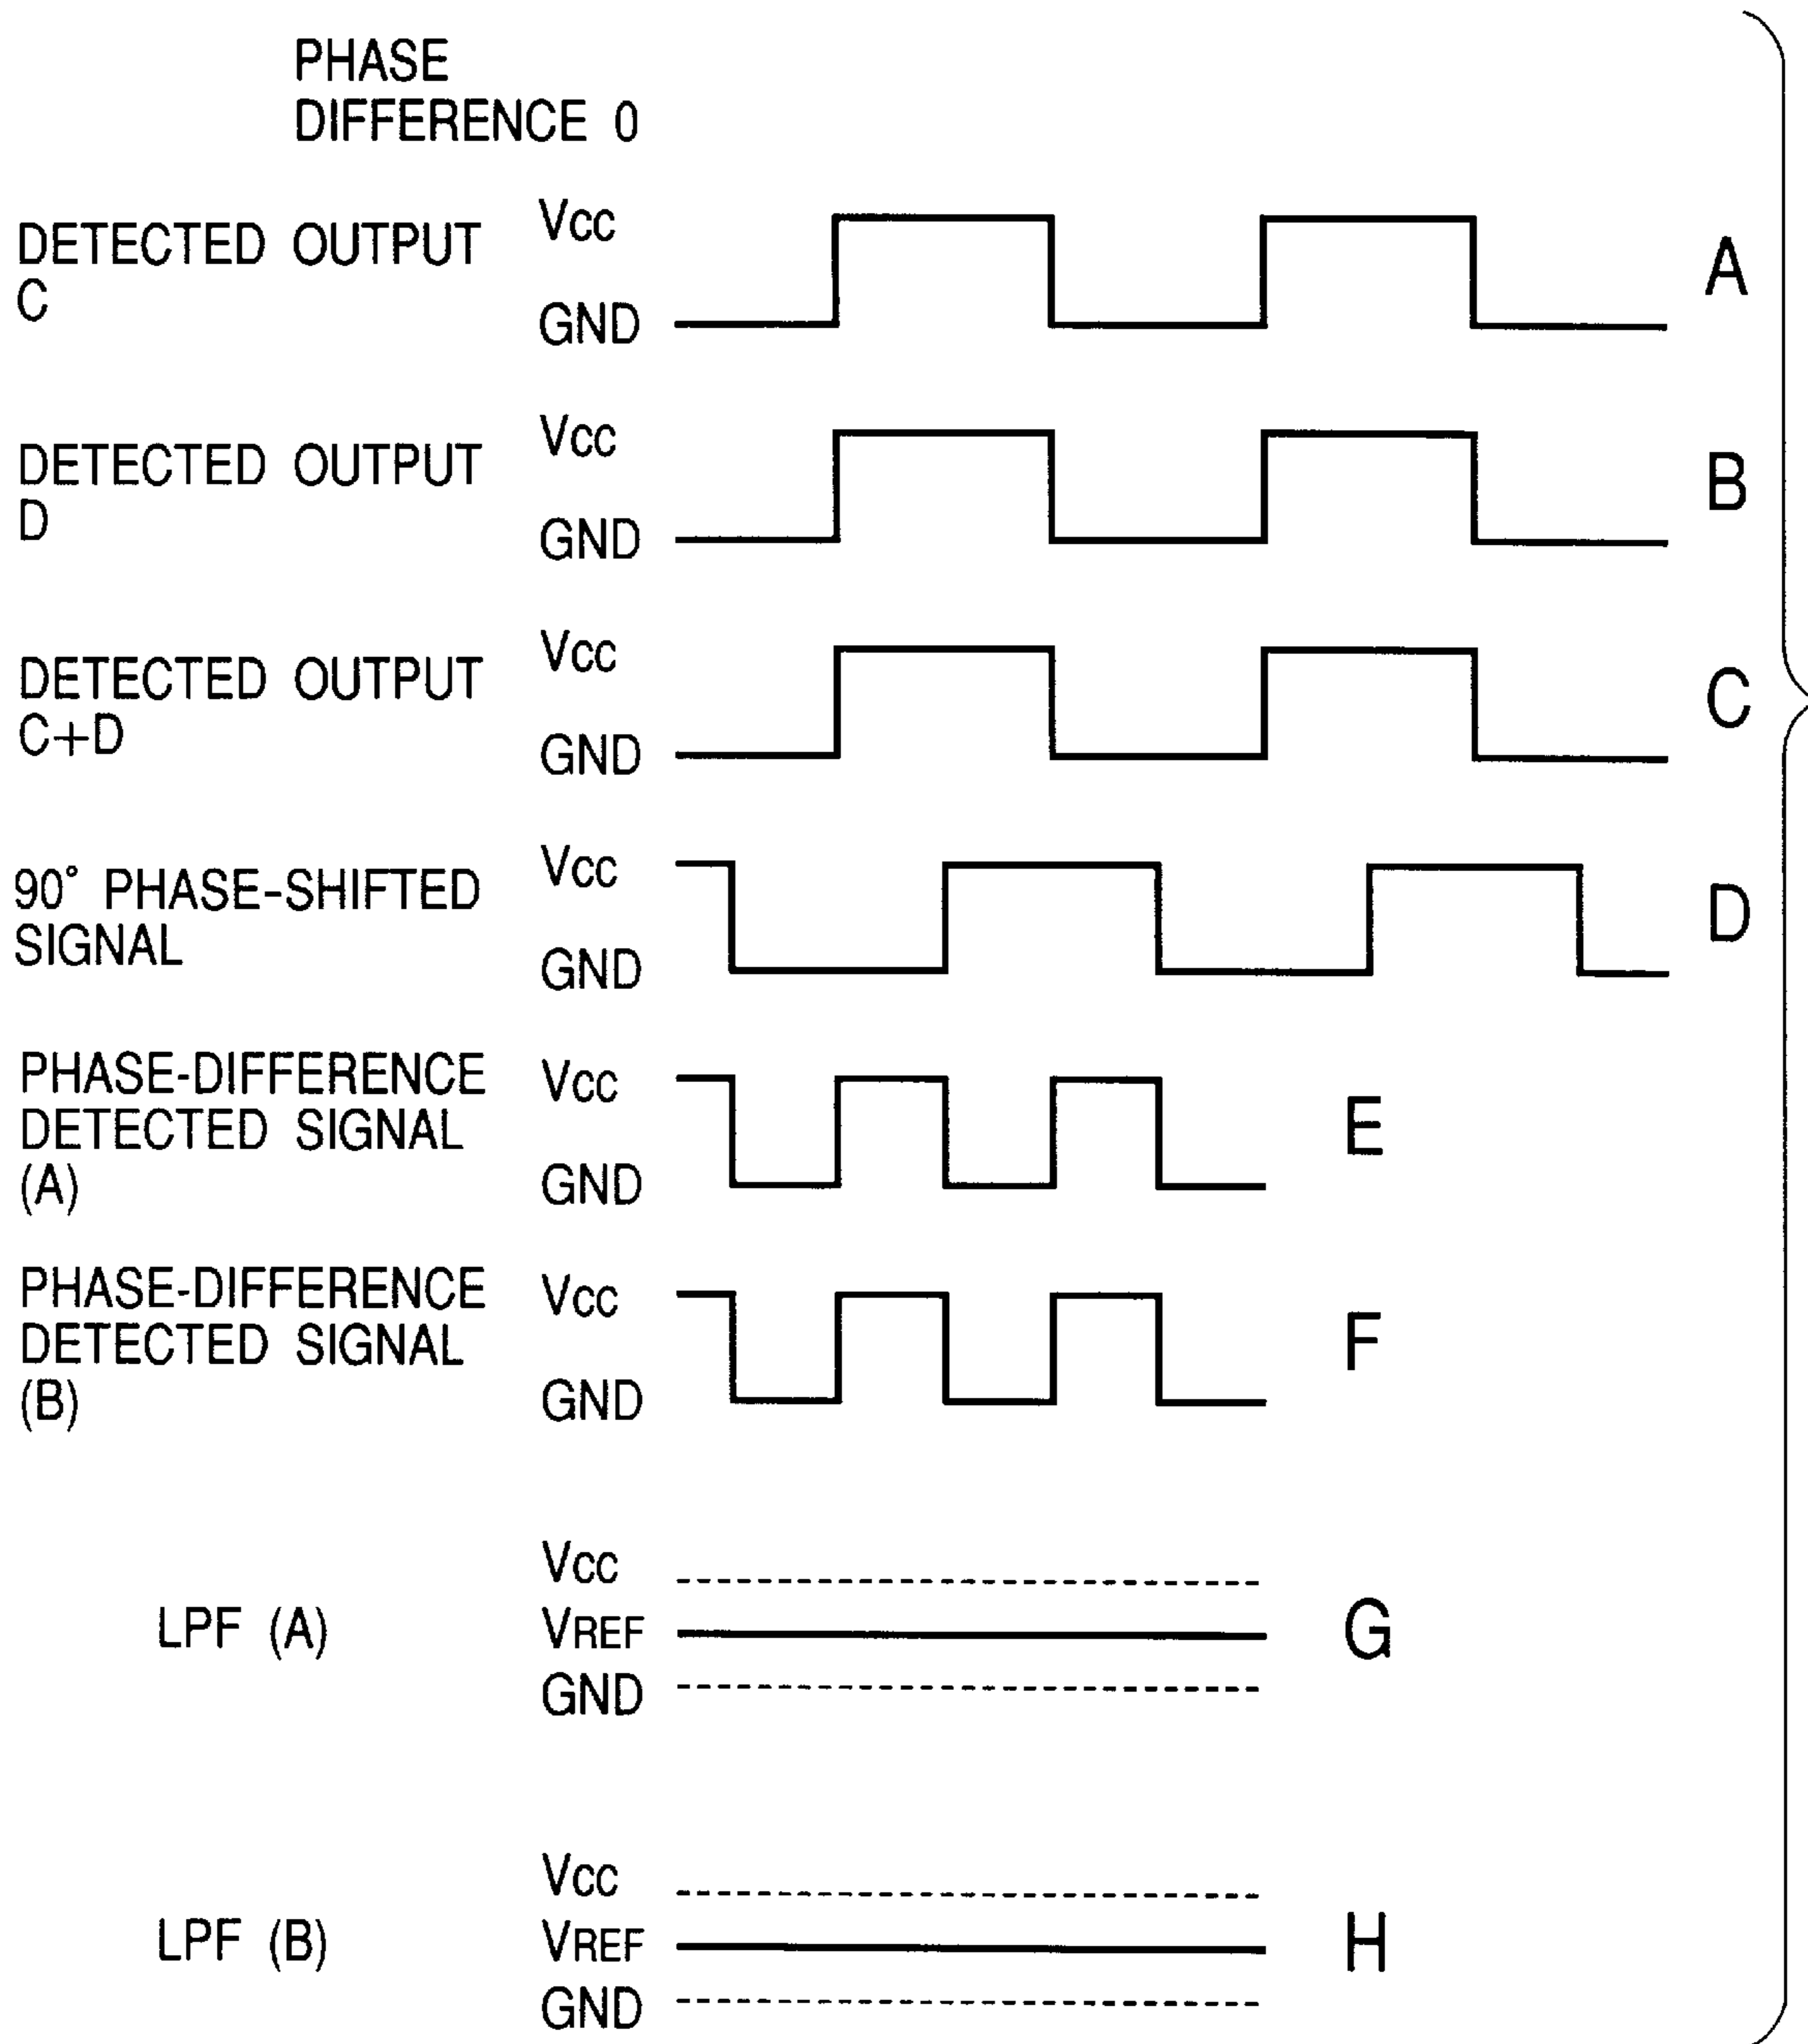 PHASE
DIFFERENCE 0
DETECTED OUTPUT
C
Vcc
GND
A
DETECTED OUTPUT
D
Vcc
GND
B
DETECTED OUTPUT
C+D
Vcc
GND
C
90° PHASE-SHIFTED
SIGNAL
Vcc
GND
D
PHASE-DIFFERENCE
DETECTED SIGNAL
(A)
Vcc
GND
E
PHASE-DIFFERENCE
DETECTED SIGNAL
(B)
Vcc
GND
F
LPF (A)
Vcc
VREF
GND
G
LPF (B)
Vcc
VREF
GND
H